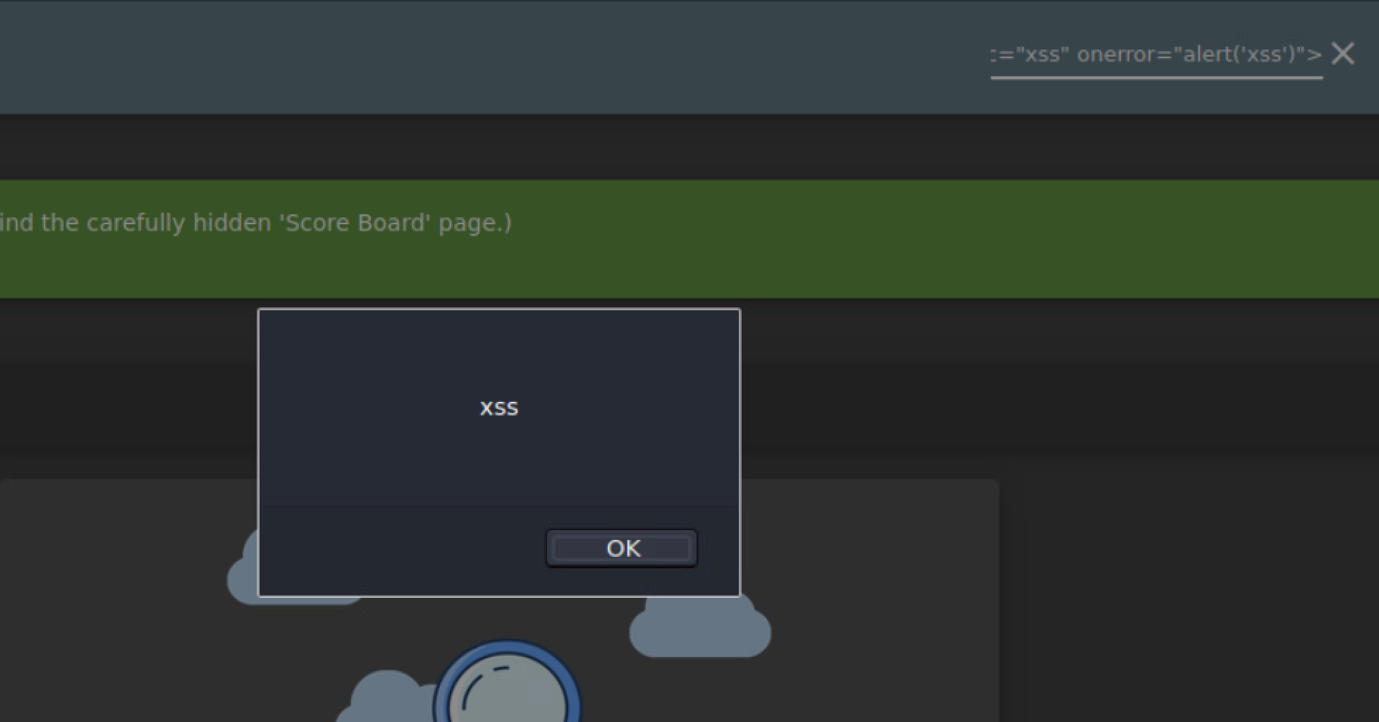 ="xss" onerror="alert('xss')">
ind the carefully hidden 'Score Board' page.)
xss
OK